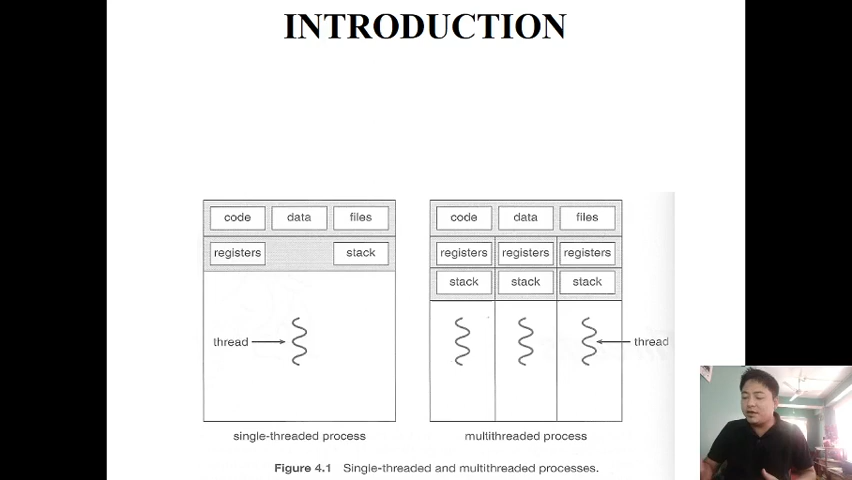 INTRODUCTION
code data files
registers stack
thread
single-threaded process
code data files
registers registers registers
stack stack stack
thread
multithreaded process
Figure 4.1 Single-threaded and multithreaded processes.